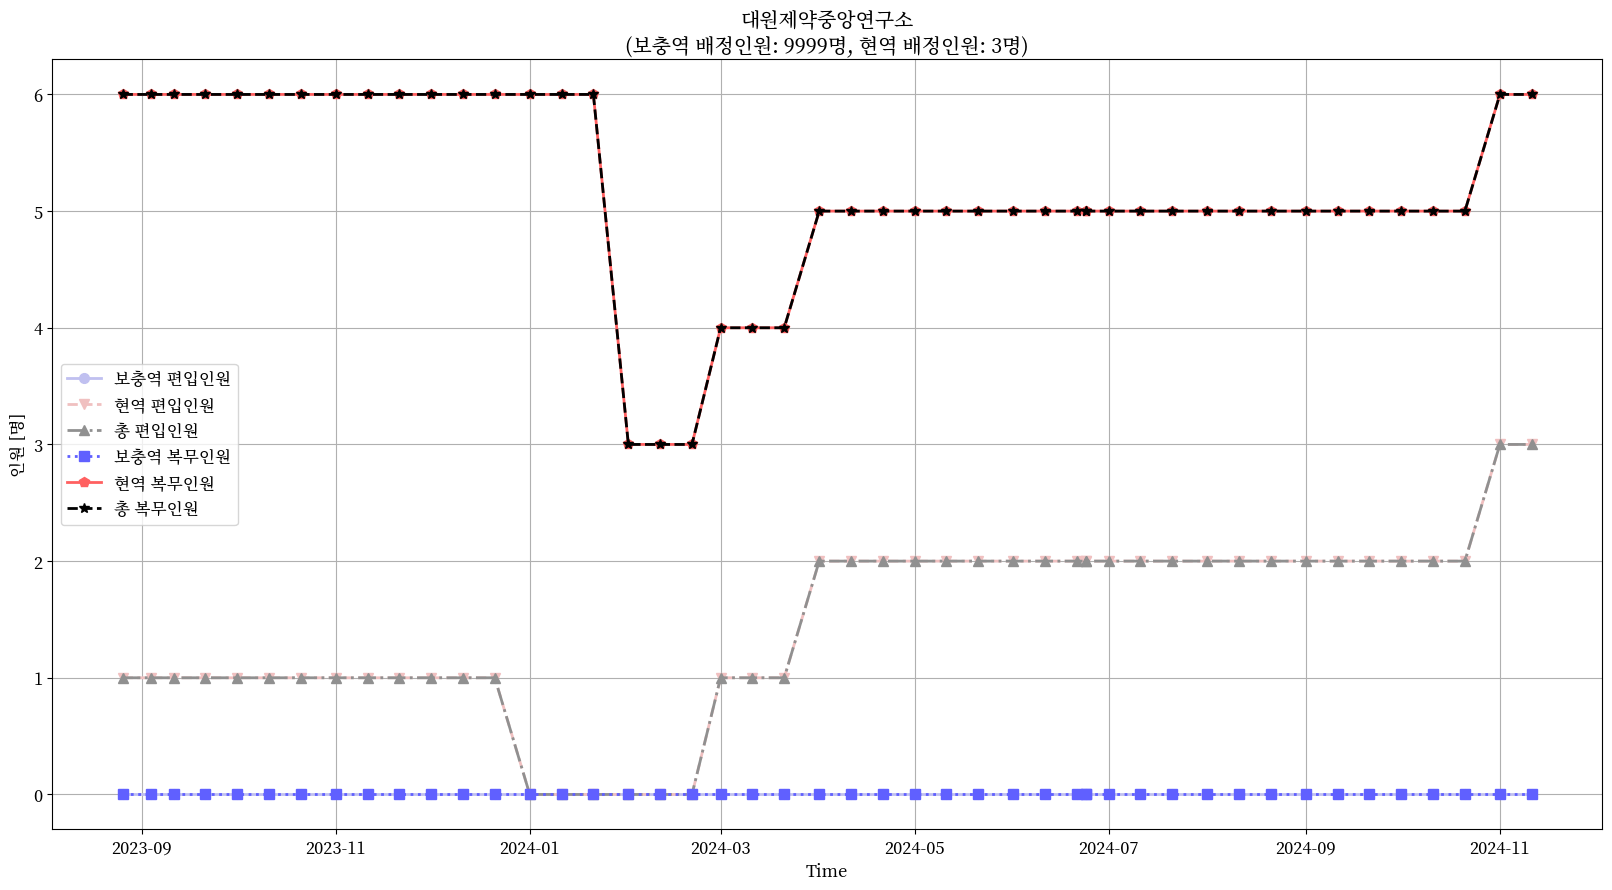 대원제약중앙연구소
(보충역 배정인원: 9999명, 현역 배정인원: 3명)
인원 [명]
6
5
4
3
2
1
0
보충역 편입인원
현역 편입인원
총 편입인원
보충역 복무인원
현역 복무인원
총 복무인원
2023-09
2023-11
2024-01
2024-03
2024-05
2024-07
2024-09
2024-11
Time